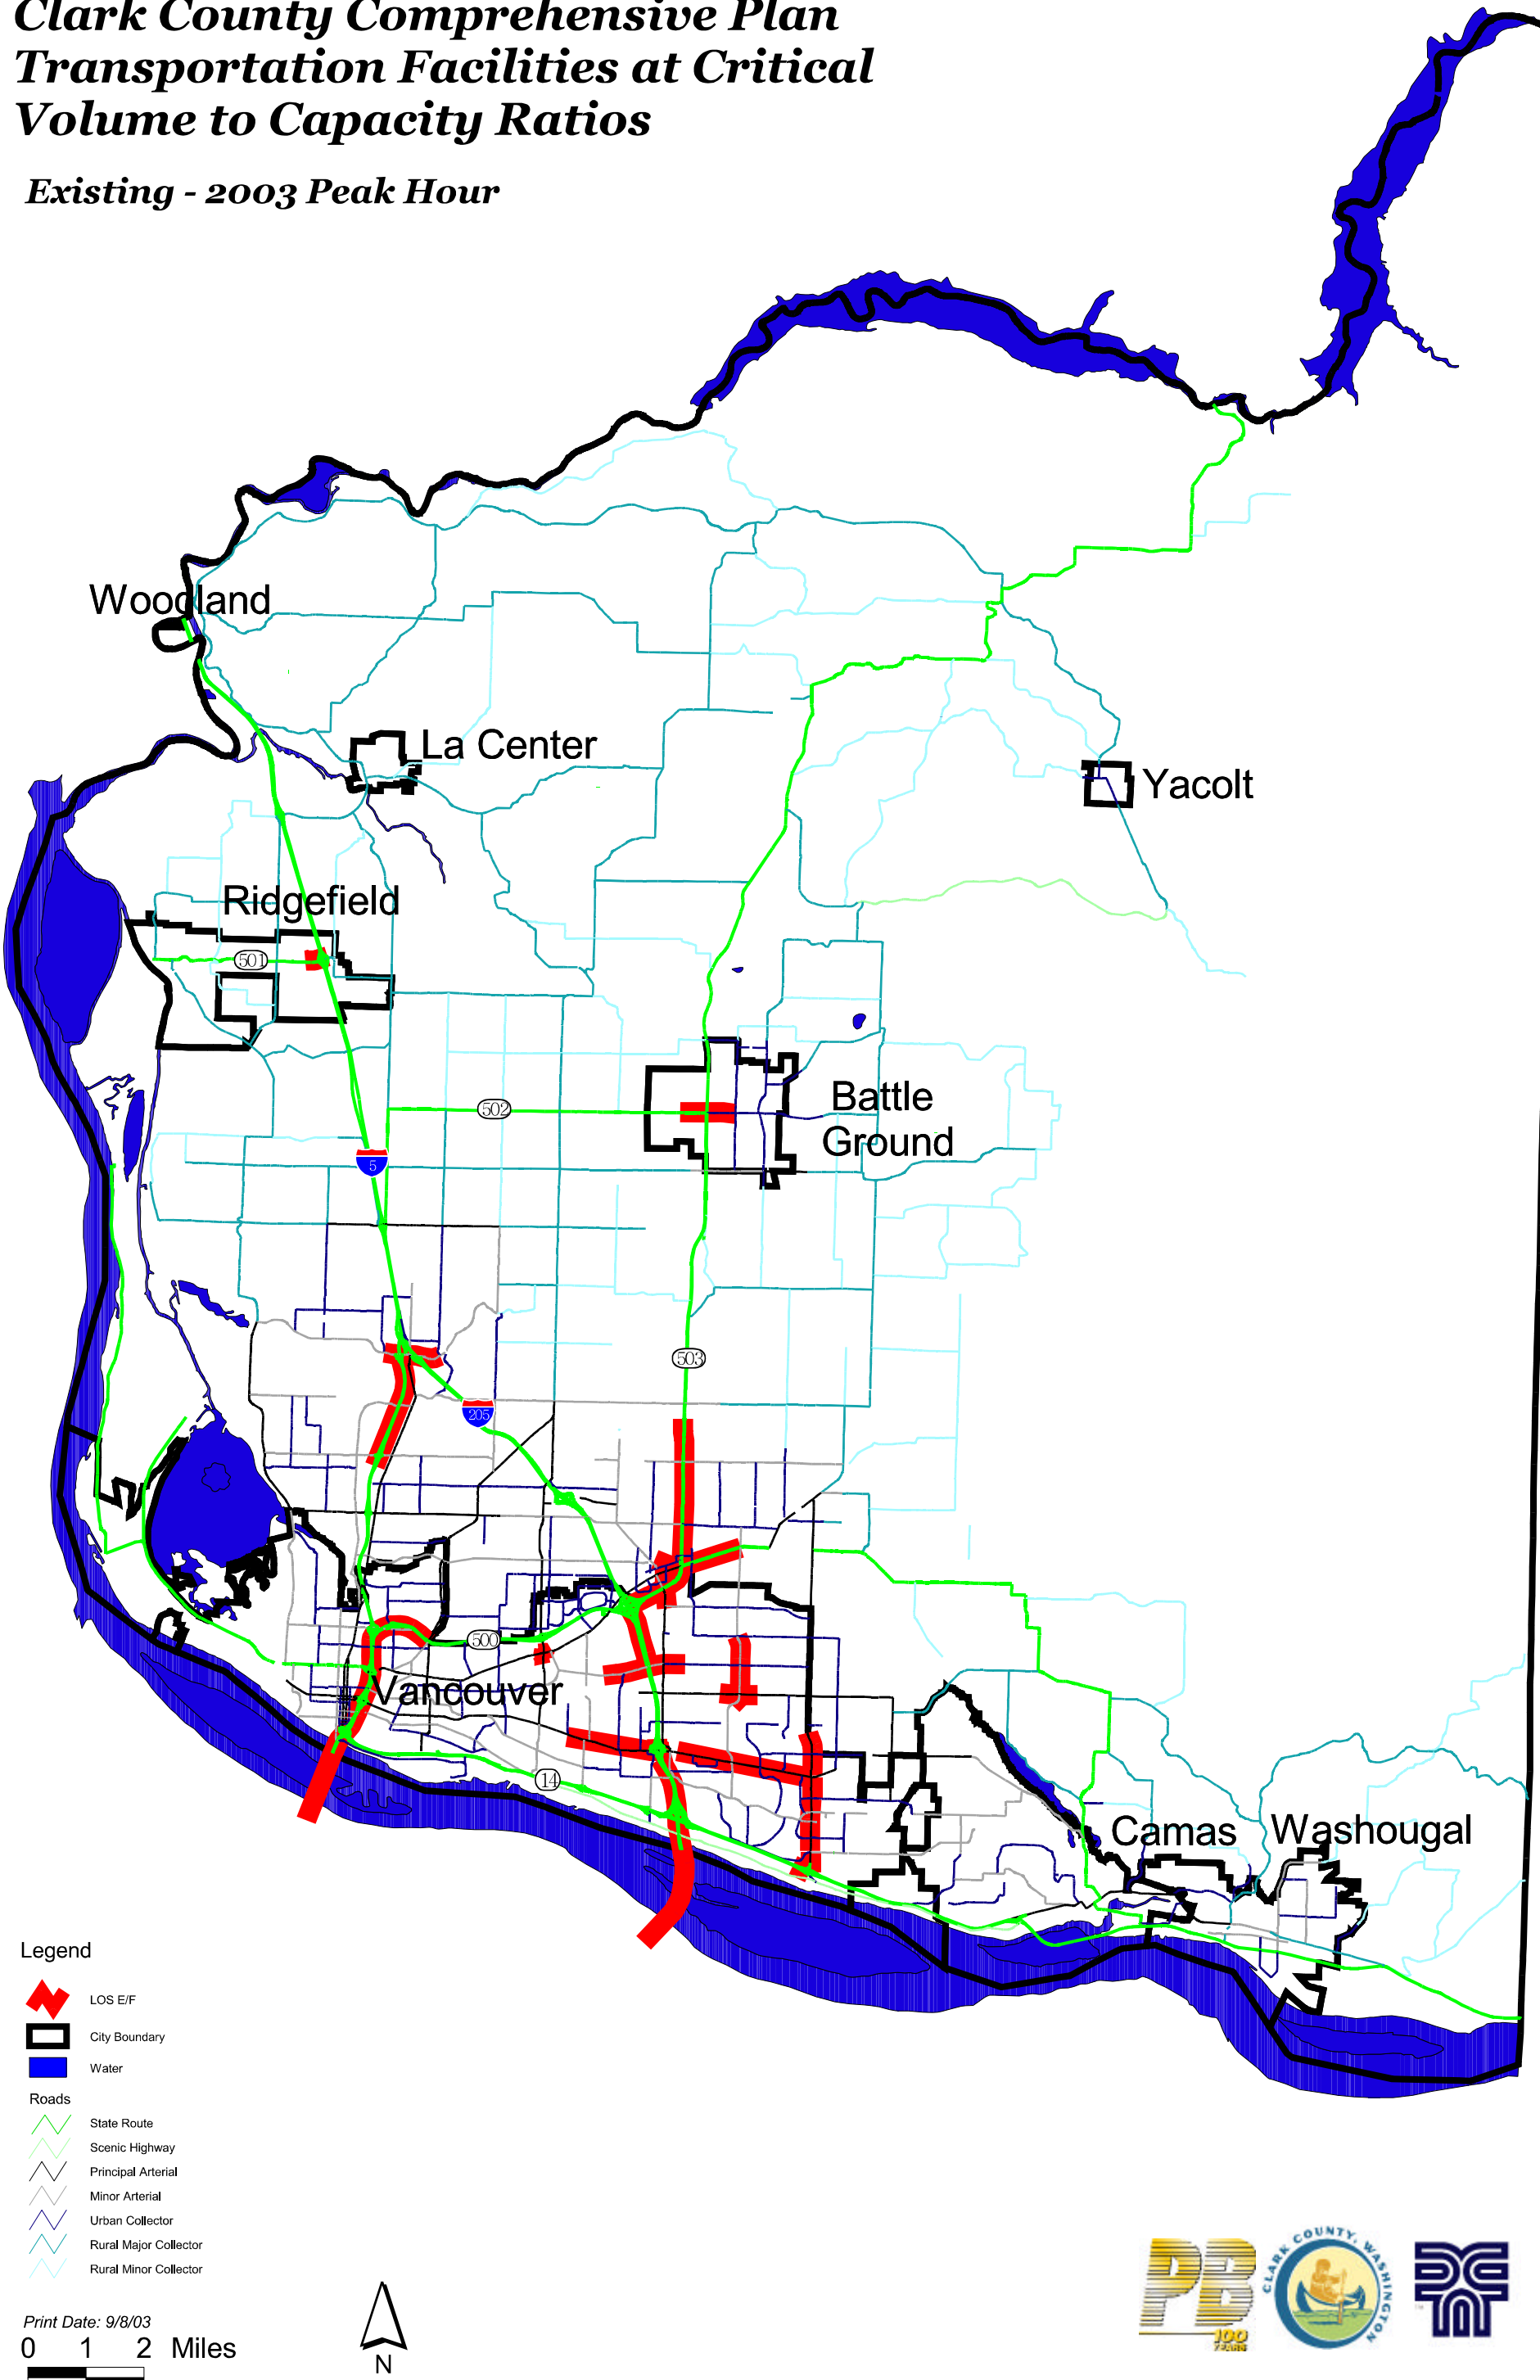 Clark County Comprehensive Plan
Transportation Facilities at Critical
Volume to Capacity Ratios
Existing - 2003 Peak Hour
Woodland
La Center
Yacolt
Ridgefield
501
Battle
Ground
502
5
503
205
500
Vancouver
14
Camas
Washougal
Legend
LOS E/F
City Boundary
Water
Roads
State Route
Scenic Highway
Principal Arterial
Minor Arterial
Urban Collector
Rural Major Collector
Rural Minor Collector
Print Date: 9/8/03
0 1 2 Miles
N
PB
100
YEARS
CLARK COUNTY, WASHINGTON